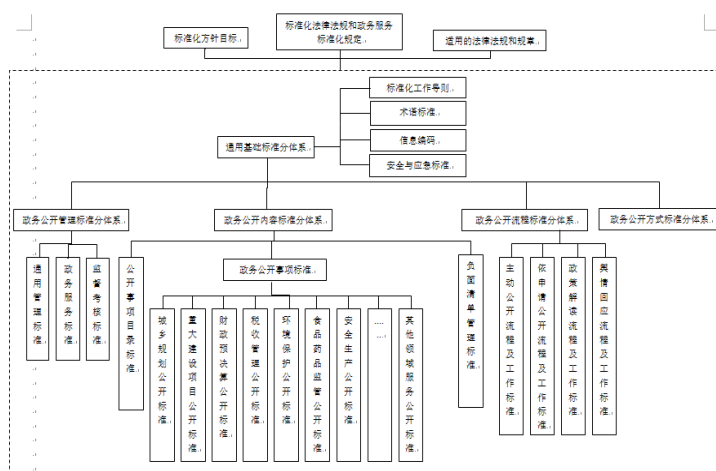 标准化方针目标
标准化法律法规和政务服务
标准化规定
适用的法律法规和规章
标准化工作导则
术语标准
信息编码
安全与应急标准
通用基础标准分体系
政务公开管理标准分体系
政务公开内容标准分体系
政务公开流程标准分体系
政务公开方式标准分体系
通用管理标准
政务服务标准
监督考核标准
公开事项目录标准
政务公开事项标准
负面清单管理标准
主动公开流程及工作标准
依申请公开流程及工作标准
政策解读流程及工作标准
舆情回应流程及工作标准
城乡规划公开标准
重大建设项目公开标准
财政预决算公开标准
税收管理公开标准
环境保护公开标准
食品药品监管公开标准
安全生产公开标准
……
其他领域服务公开标准